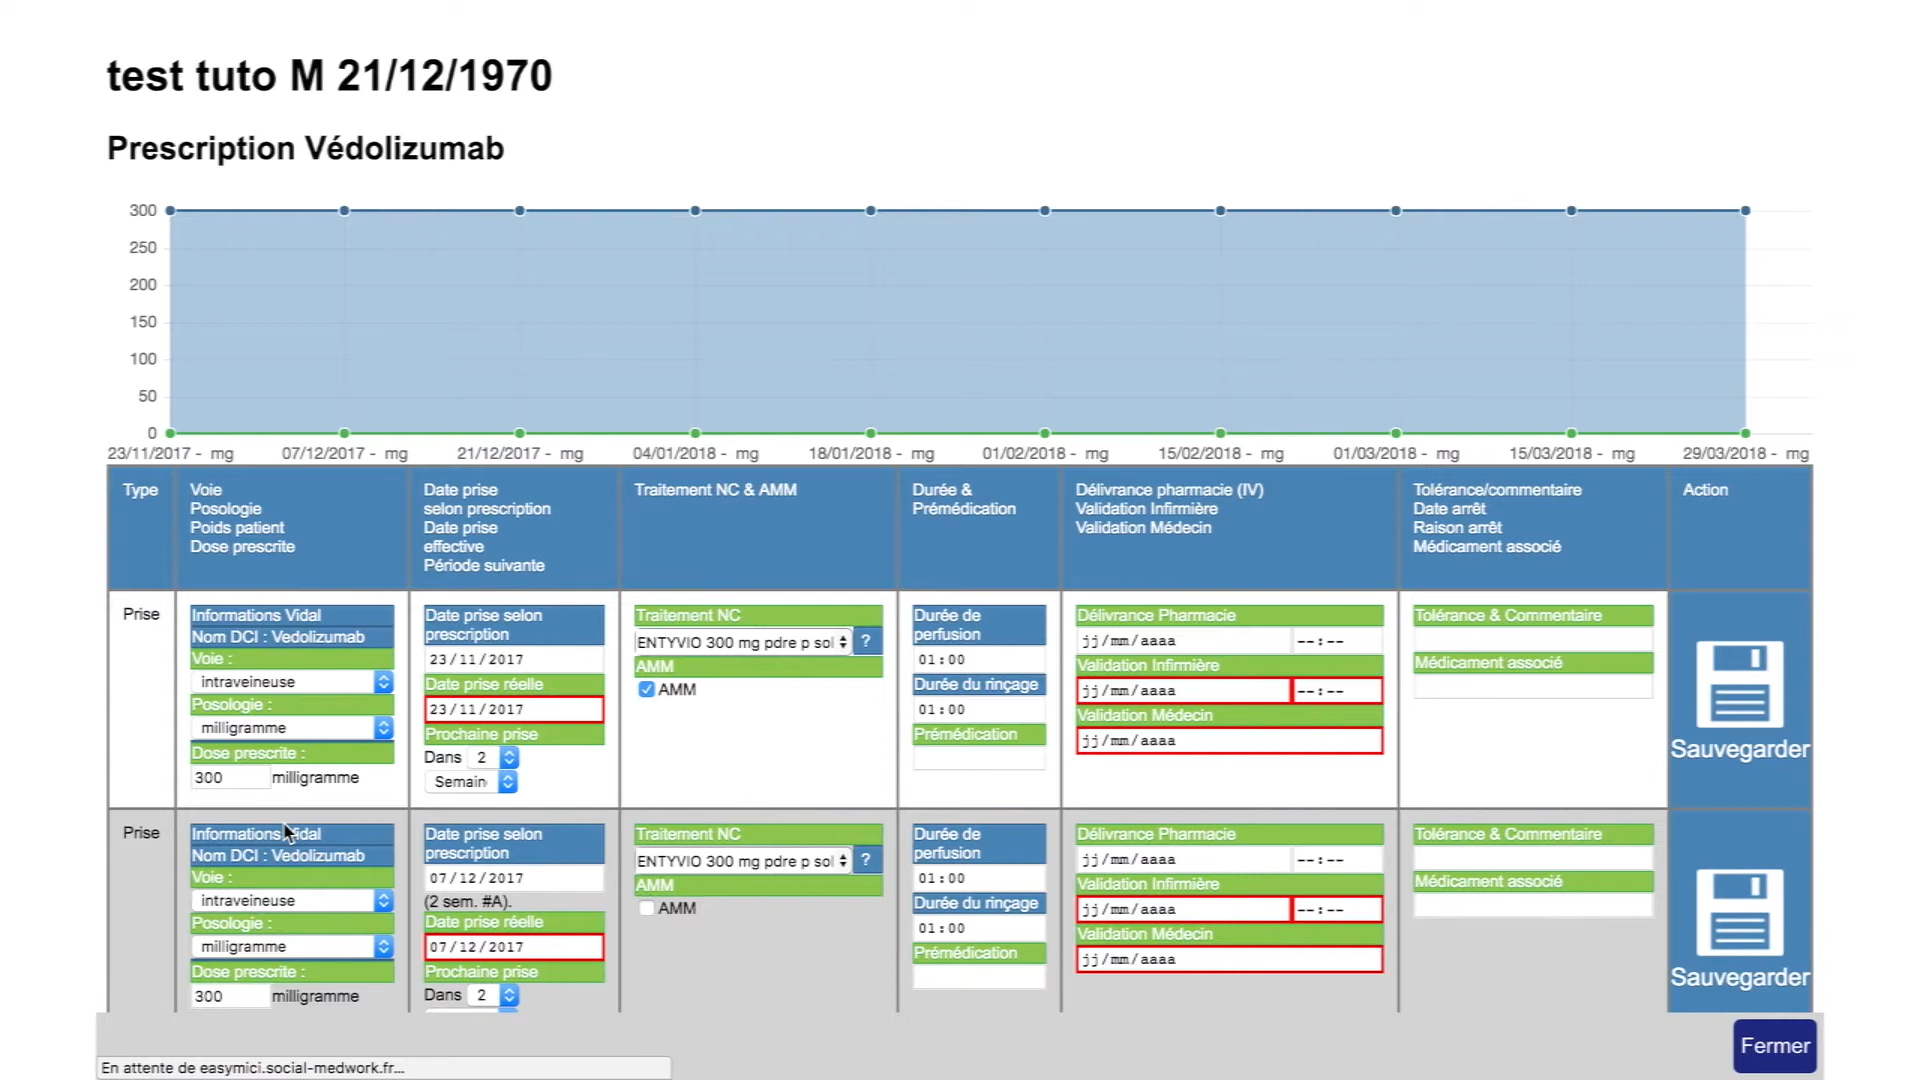 test tuto M 21/12/1970
Prescription Védolizumab
300
250
200
150
100
50
0
23/11/2017 - mg 07/12/2017 - mg 21/12/2017 - mg 04/01/2018 - mg 18/01/2018 - mg 01/02/2018 - mg 15/02/2018 - mg 01/03/2018 - mg 15/03/2018 - mg 29/03/2018 - mg
Type
Voie
Posologie
Poids patient
Dose prescrite
Date prise
selon prescription
Date prise
effective
Période suivante
Traitement NC & AMM
Durée &
Prémédication
Délivrance pharmacie (IV)
Validation Infirmière
Validation Médecin
Tolérance/commentaire
Date arrêt
Raison arrêt
Médicament associé
Action
Prise
Informations Vidal
Nom DCI : Vedolizumab
Voie :
intraveineuse
Posologie :
milligramme
Dose prescrite :
300 milligramme
Date prise selon
prescription
23/11/2017
Date prise réelle
23/11/2017
Prochaine prise
Dans 2
Semain
Traitement NC
ENTYVIO 300 mg pdre p sol ?
AMM
AMM
Durée de
perfusion
01:00
Durée du rinçage
01:00
Prémédication
Délivrance Pharmacie
jj/mm/aaaa --:--
Validation Infirmière
jj/mm/aaaa --:--
Validation Médecin
jj/mm/aaaa
Tolérance & Commentaire
Médicament associé
Sauvegarder
Prise
Informations Vidal
Nom DCI : Vedolizumab
Voie :
intraveineuse
Posologie :
milligramme
Dose prescrite :
300 milligramme
Date prise selon
prescription
07/12/2017
(2 sem. #A).
Date prise réelle
07/12/2017
Prochaine prise
Dans 2
Traitement NC
ENTYVIO 300 mg pdre p sol ?
AMM
AMM
Durée de
perfusion
01:00
Durée du rinçage
01:00
Prémédication
Délivrance Pharmacie
jj/mm/aaaa --:--
Validation Infirmière
jj/mm/aaaa --:--
Validation Médecin
jj/mm/aaaa
Tolérance & Commentaire
Médicament associé
Sauvegarder
Fermer
En attente de easymici.social-medwork.fr...